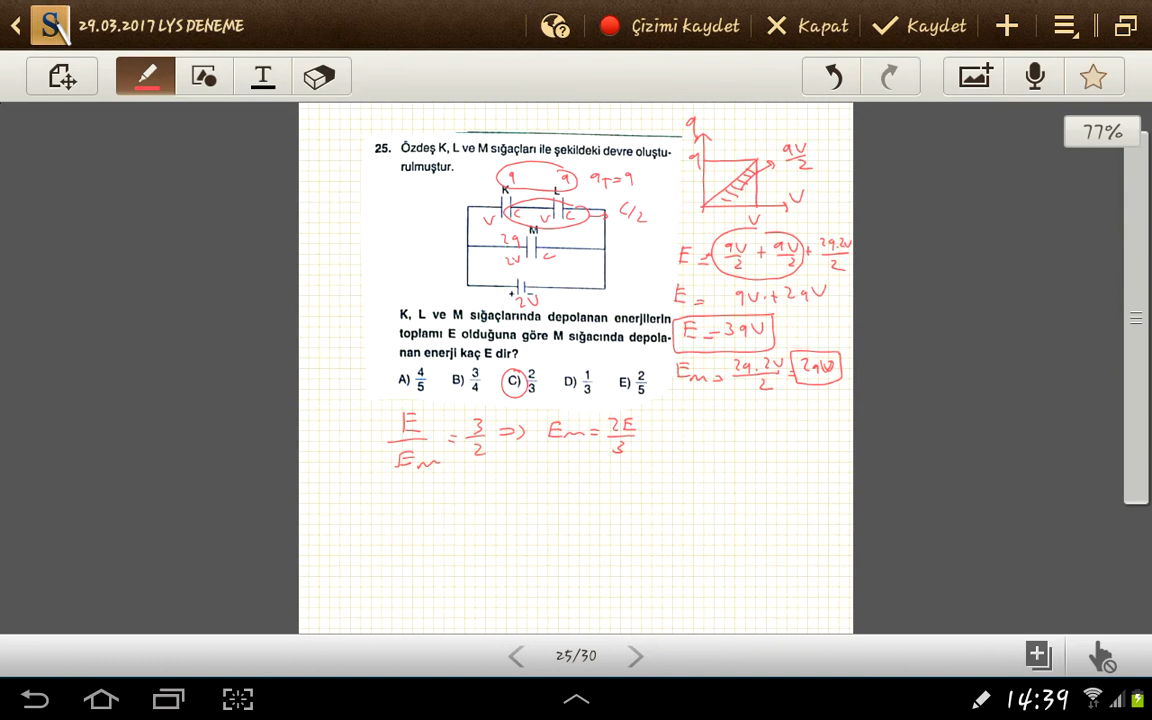 29.03.2017 LYS DENEME
Çizimi kaydet
Kapat
Kaydet
77%
25. Özdeş K, L ve M sığaçları ile şekildeki devre oluştu-
rulmuştur.
q q qT=q
K L
V C V C C/2
M
2q
2V C
+ -
2V
q
q
qV/2
V
V
E = qV/2 + qV/2 + 2q.2V/2
E = qV + 2qV
E = 3qV
Em = 2q.2V/2 = 2qV
K, L ve M sığaçlarında depolanan enerjilerin
toplamı E olduğuna göre M sığacında depola-
nan enerji kaç E dir?
A) 4/5 B) 3/4 C) 2/3 D) 1/3 E) 2/5
E/Em = 3/2 => Em = 2E/3
25/30
14:39